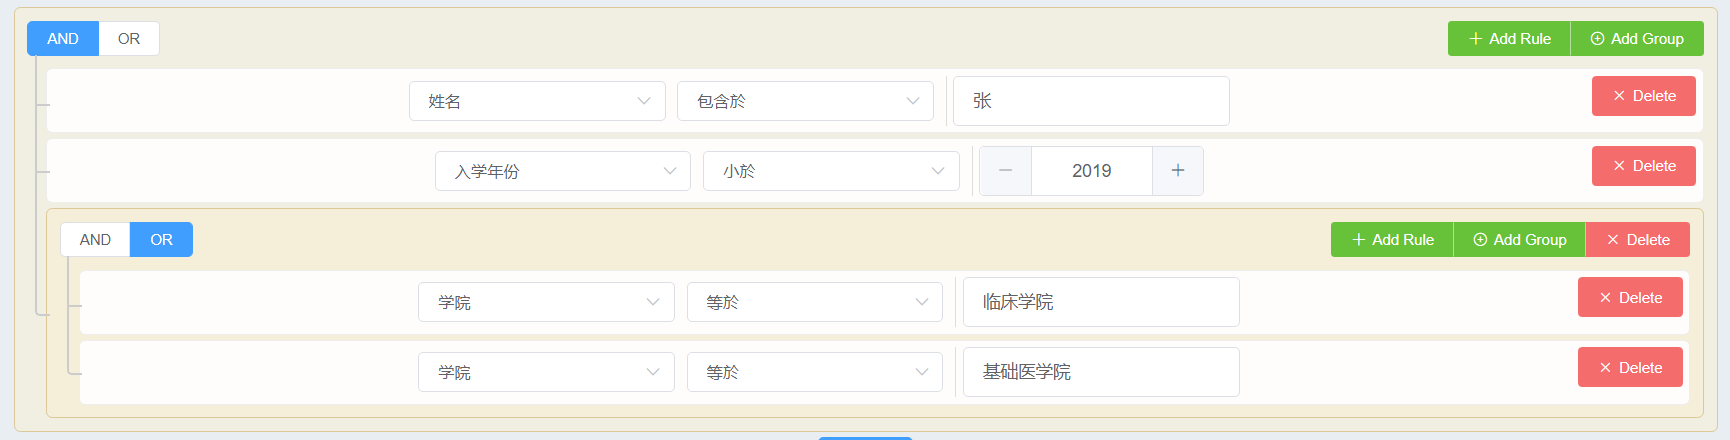 AND OR + Add Rule ⊕ Add Group
姓名 包含於 张 × Delete
入学年份 小於 − 2019 + × Delete
AND OR + Add Rule ⊕ Add Group × Delete
学院 等於 临床学院 × Delete
学院 等於 基础医学院 × Delete